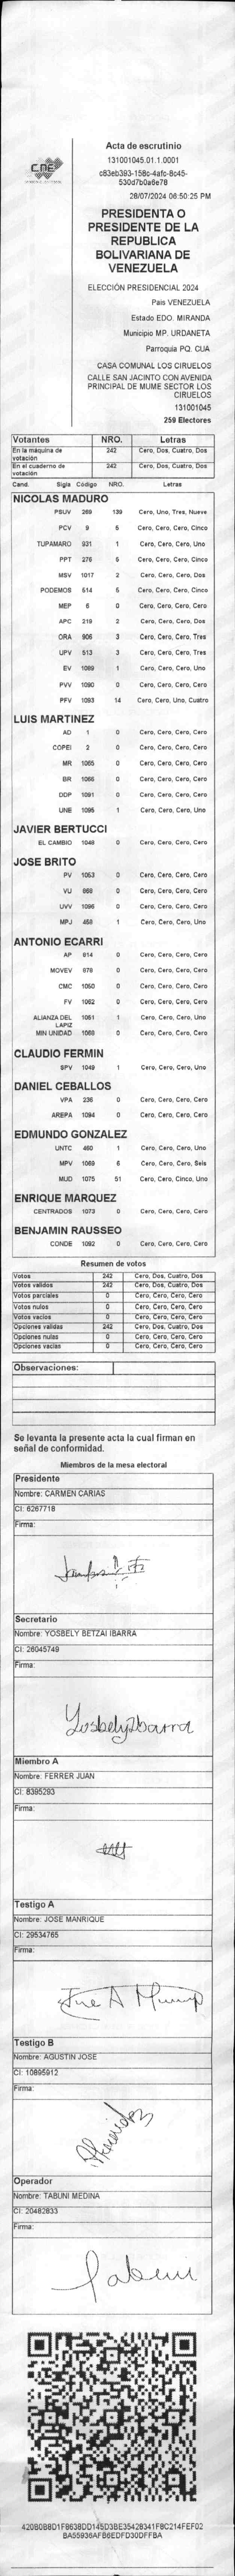 CNE
Acta de escrutinio
131001045.01.1.0001
c83eb393-158c-4afc-8c45-
530d7b0a6e78
28/07/2024 06:50:25 PM
PRESIDENTA O
PRESIDENTE DE LA
REPUBLICA
BOLIVARIANA DE
VENEZUELA
ELECCIÓN PRESIDENCIAL 2024
Pais VENEZUELA
Estado EDO. MIRANDA
Municipio MP. URDANETA
Parroquia PQ. CUA
CASA COMUNAL LOS CIRUELOS
CALLE SAN JACINTO CON AVENIDA
PRINCIPAL DE MUME SECTOR LOS
CIRUELOS
131001045
259 Electores
Votantes NRO. Letras
En la máquina de votación 242 Cero, Dos, Cuatro, Dos
En el cuaderno de votación 242 Cero, Dos, Cuatro, Dos
Cand. Sigla Código NRO. Letras
NICOLAS MADURO
PSUV 269 139 Cero, Uno, Tres, Nueve
PCV 9 5 Cero, Cero, Cero, Cinco
TUPAMARO 931 1 Cero, Cero, Cero, Uno
PPT 276 5 Cero, Cero, Cero, Cinco
MSV 1017 2 Cero, Cero, Cero, Dos
PODEMOS 514 5 Cero, Cero, Cero, Cinco
MEP 6 0 Cero, Cero, Cero, Cero
APC 219 2 Cero, Cero, Cero, Dos
ORA 906 3 Cero, Cero, Cero, Tres
UPV 513 3 Cero, Cero, Cero, Tres
EV 1089 1 Cero, Cero, Cero, Uno
PVV 1090 0 Cero, Cero, Cero, Cero
PFV 1093 14 Cero, Cero, Uno, Cuatro
LUIS MARTINEZ
AD 1 0 Cero, Cero, Cero, Cero
COPEI 2 0 Cero, Cero, Cero, Cero
MR 1065 0 Cero, Cero, Cero, Cero
BR 1066 0 Cero, Cero, Cero, Cero
DDP 1091 0 Cero, Cero, Cero, Cero
UNE 1095 1 Cero, Cero, Cero, Uno
JAVIER BERTUCCI
EL CAMBIO 1048 0 Cero, Cero, Cero, Cero
JOSE BRITO
PV 1053 0 Cero, Cero, Cero, Cero
VU 868 0 Cero, Cero, Cero, Cero
UVV 1096 0 Cero, Cero, Cero, Cero
MPJ 458 1 Cero, Cero, Cero, Uno
ANTONIO ECARRI
AP 814 0 Cero, Cero, Cero, Cero
MOVEV 878 0 Cero, Cero, Cero, Cero
CMC 1050 0 Cero, Cero, Cero, Cero
FV 1062 0 Cero, Cero, Cero, Cero
ALIANZA DEL LAPIZ 1061 1 Cero, Cero, Cero, Uno
MIN UNIDAD 1068 0 Cero, Cero, Cero, Cero
CLAUDIO FERMIN
SPV 1049 1 Cero, Cero, Cero, Uno
DANIEL CEBALLOS
VPA 236 0 Cero, Cero, Cero, Cero
AREPA 1094 0 Cero, Cero, Cero, Cero
EDMUNDO GONZALEZ
UNTC 460 1 Cero, Cero, Cero, Uno
MPV 1069 6 Cero, Cero, Cero, Seis
MUD 1075 51 Cero, Cero, Cinco, Uno
ENRIQUE MARQUEZ
CENTRADOS 1073 0 Cero, Cero, Cero, Cero
BENJAMIN RAUSSEO
CONDE 1092 0 Cero, Cero, Cero, Cero
Resumen de votos
Votos 242 Cero, Dos, Cuatro, Dos
Votos validos 242 Cero, Dos, Cuatro, Dos
Votos parciales 0 Cero, Cero, Cero, Cero
Votos nulos 0 Cero, Cero, Cero, Cero
Votos vacios 0 Cero, Cero, Cero, Cero
Opciones validas 242 Cero, Dos, Cuatro, Dos
Opciones nulas 0 Cero, Cero, Cero, Cero
Opciones vacias 0 Cero, Cero, Cero, Cero
Observaciones:
Se levanta la presente acta la cual firman en
señal de conformidad.
Miembros de la mesa electoral
Presidente
Nombre: CARMEN CARIAS
CI: 6267718
Firma:
Secretario
Nombre: YOSBELY BETZAI IBARRA
CI: 26045749
Firma:
Yosbely Ibarra
Miembro A
Nombre: FERRER JUAN
CI: 8395293
Firma:
Testigo A
Nombre: JOSE MANRIQUE
CI: 29534765
Firma:
Testigo B
Nombre: AGUSTIN JOSE
CI: 10895912
Firma:
Operador
Nombre: TABUNI MEDINA
CI: 20482833
Firma:
Tabuni
420B0B8D1F8638DD145D3BE35428341F8C214FEF02
BA55936AFB6EDFD30DFFBA